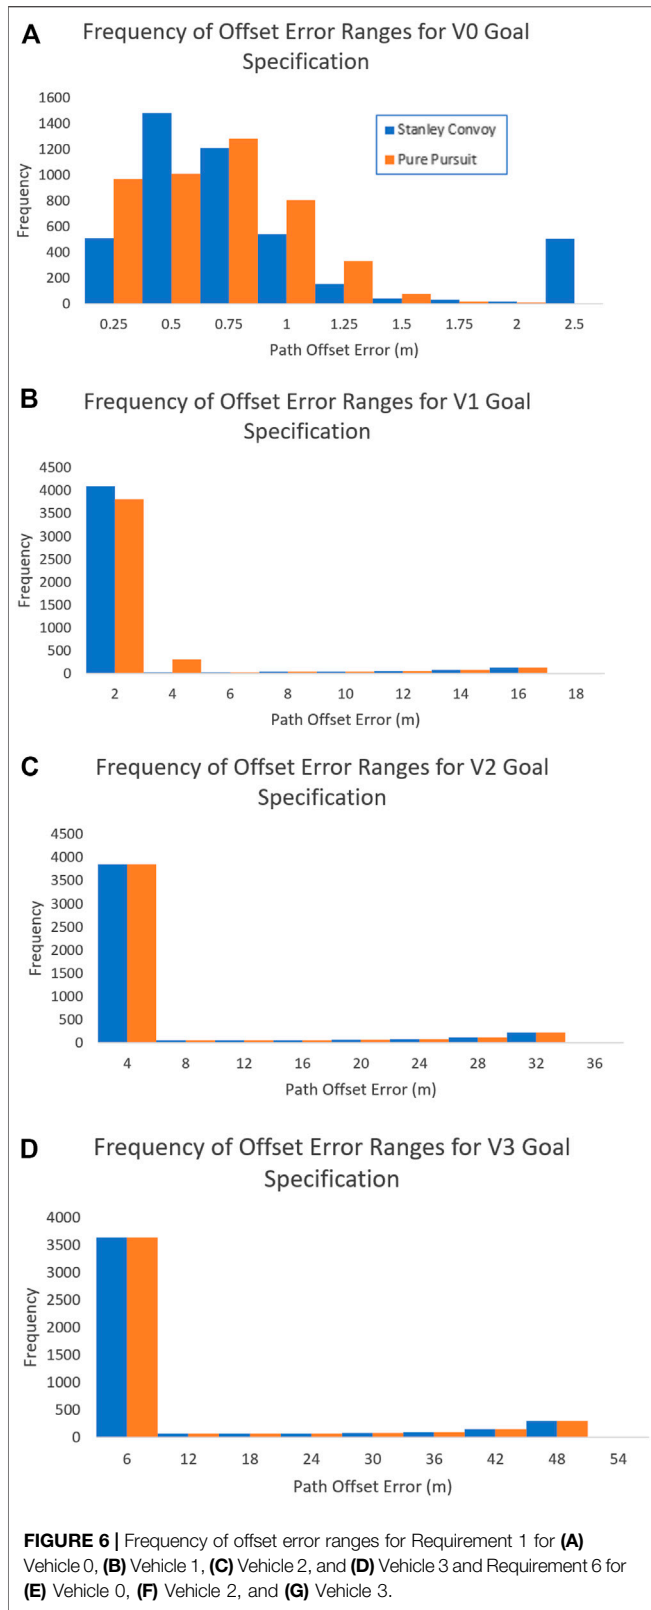 A
Frequency of Offset Error Ranges for V0 Goal
Specification
1600
1400
1200
1000
800
600
400
200
0
Frequency
Stanley Convoy
Pure Pursuit
0.25 0.5 0.75 1 1.25 1.5 1.75 2 2.5
Path Offset Error (m)
B
Frequency of Offset Error Ranges for V1 Goal
Specification
4500
4000
3500
3000
2500
2000
1500
1000
500
0
Frequency
2 4 6 8 10 12 14 16 18
Path Offset Error (m)
C
Frequency of Offset Error Ranges for V2 Goal
Specification
4500
4000
3500
3000
2500
2000
1500
1000
500
0
Frequency
4 8 12 16 20 24 28 32 36
Path Offset Error (m)
D
Frequency of Offset Error Ranges for V3 Goal
Specification
4000
3500
3000
2500
2000
1500
1000
500
0
Frequency
6 12 18 24 30 36 42 48 54
Path Offset Error (m)
FIGURE 6 | Frequency of offset error ranges for Requirement 1 for (A)
Vehicle 0, (B) Vehicle 1, (C) Vehicle 2, and (D) Vehicle 3 and Requirement 6 for
(E) Vehicle 0, (F) Vehicle 2, and (G) Vehicle 3.